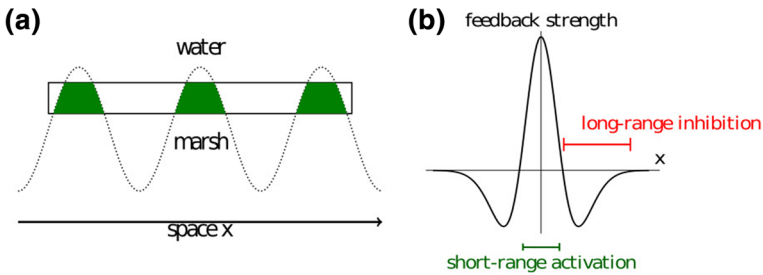 (a)
water
marsh
space x
(b)
feedback strength
long-range inhibition
x
short-range activation